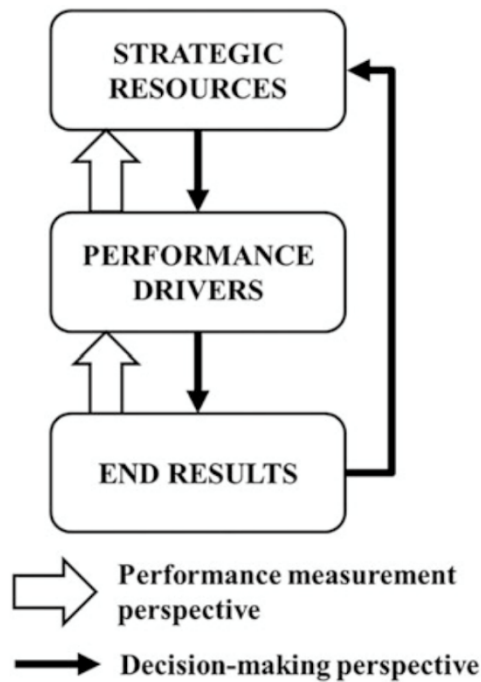 STRATEGIC
RESOURCES
PERFORMANCE
DRIVERS
END RESULTS
Performance measurement
perspective
Decision-making perspective